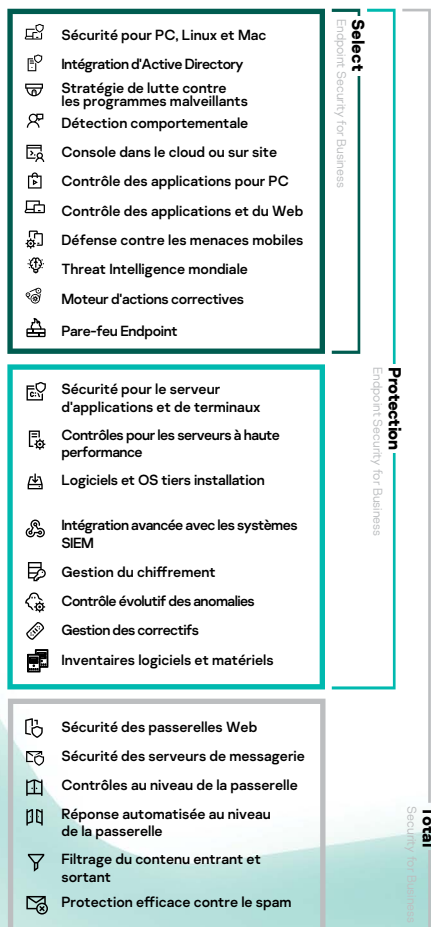 Sécurité pour PC, Linux et Mac
Intégration d'Active Directory
Stratégie de lutte contre
les programmes malveillants
Détection comportementale
Console dans le cloud ou sur site
Contrôle des applications pour PC
Contrôle des applications et du Web
Défense contre les menaces mobiles
Threat Intelligence mondiale
Moteur d'actions correctives
Pare-feu Endpoint
Select
Endpoint Security for Business
Sécurité pour le serveur
d'applications et de terminaux
Contrôles pour les serveurs à haute
performance
Logiciels et OS tiers installation
Intégration avancée avec les systèmes
SIEM
Gestion du chiffrement
Contrôle évolutif des anomalies
Gestion des correctifs
Inventaires logiciels et matériels
Protection
Endpoint Security for Business
Sécurité des passerelles Web
Sécurité des serveurs de messagerie
Contrôles au niveau de la passerelle
Réponse automatisée au niveau
de la passerelle
Filtrage du contenu entrant et
sortant
Protection efficace contre le spam
Total
Security for Business